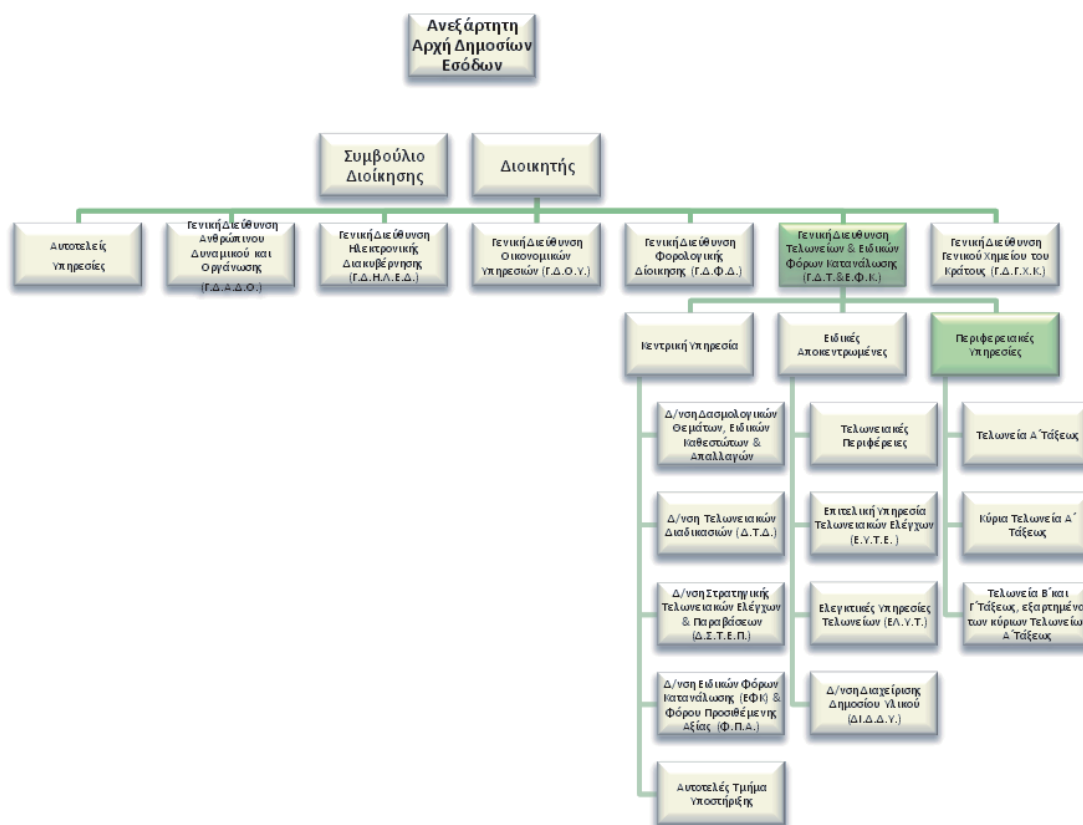 Ανεξάρτητη
Αρχή Δημοσίων
Εσόδων
Συμβούλιο
Διοίκησης
Διοικητής
Αυτοτελείς
Υπηρεσίες
Γενική Διεύθυνση
Ανθρώπινου
Δυναμικού και
Οργάνωσης
(Γ.Δ.Α.Δ.Ο.)
Γενική Διεύθυνση
Ηλεκτρονικής
Διακυβέρνησης
(Γ.Δ.Η.Λ.Ε.Δ.)
Γενική Διεύθυνση
Οικονομικών
Υπηρεσιών (Γ.Δ.Ο.Υ.)
Γενική Διεύθυνση
Φορολογικής
Δίοικησης (Γ.Δ.Φ.Δ.)
Γενική Διεύθυνση
Τελωνείων & Ειδικών
Φόρων Κατανάλωσης
(Γ.Δ.Τ.&Ε.Φ.Κ.)
Γενική Διεύθυνση
Γενικού Χημείου του
Κράτους (Γ.Δ.Γ.Χ.Κ.)
Κεντρική Υπηρεσία
Ειδικές
Αποκεντρωμένες
Περιφερειακές
Υπηρεσίες
Δ/νση Δασμολογικών
Θεμάτων, Ειδικών
Καθεστώτων &
Απαλλαγών
Δ/νση Τελωνειακών
Διαδικασιών (Δ.Τ.Δ.)
Δ/νση Στρατηγικής
Τελωνειακών Ελέγχων
& Παραβάσεων
(Δ.Σ.Τ.Ε.Π.)
Δ/νση Ειδικών Φόρων
Κατανάλωσης (ΕΦΚ) &
Φόρου Προσιθέμενης
Αξίας (Φ.Π.Α.)
Αυτοτελές Τμήμα
Υποστήριξης
Τελωνειακές
Περιφέρειες
Επιτελική Υπηρεσία
Τελωνειακών Ελέγχων
(Ε.Υ.Τ.Ε.)
Ελεγκτικές Υπηρεσίες
Τελωνείων (ΕΛ.Υ.Τ.)
Δ/νση Διαχείρισης
Δημοσίου Υλικού
(ΔΙ.Δ.Δ.Υ.)
Τελωνεία Α΄Τάξεως
Κύρια Τελωνεία Α΄
Τάξεως
Τελωνεία Β΄και
Γ΄Τάξεως, εξαρτημένα
των κύριων Τελωνείων
Α΄Τάξεως